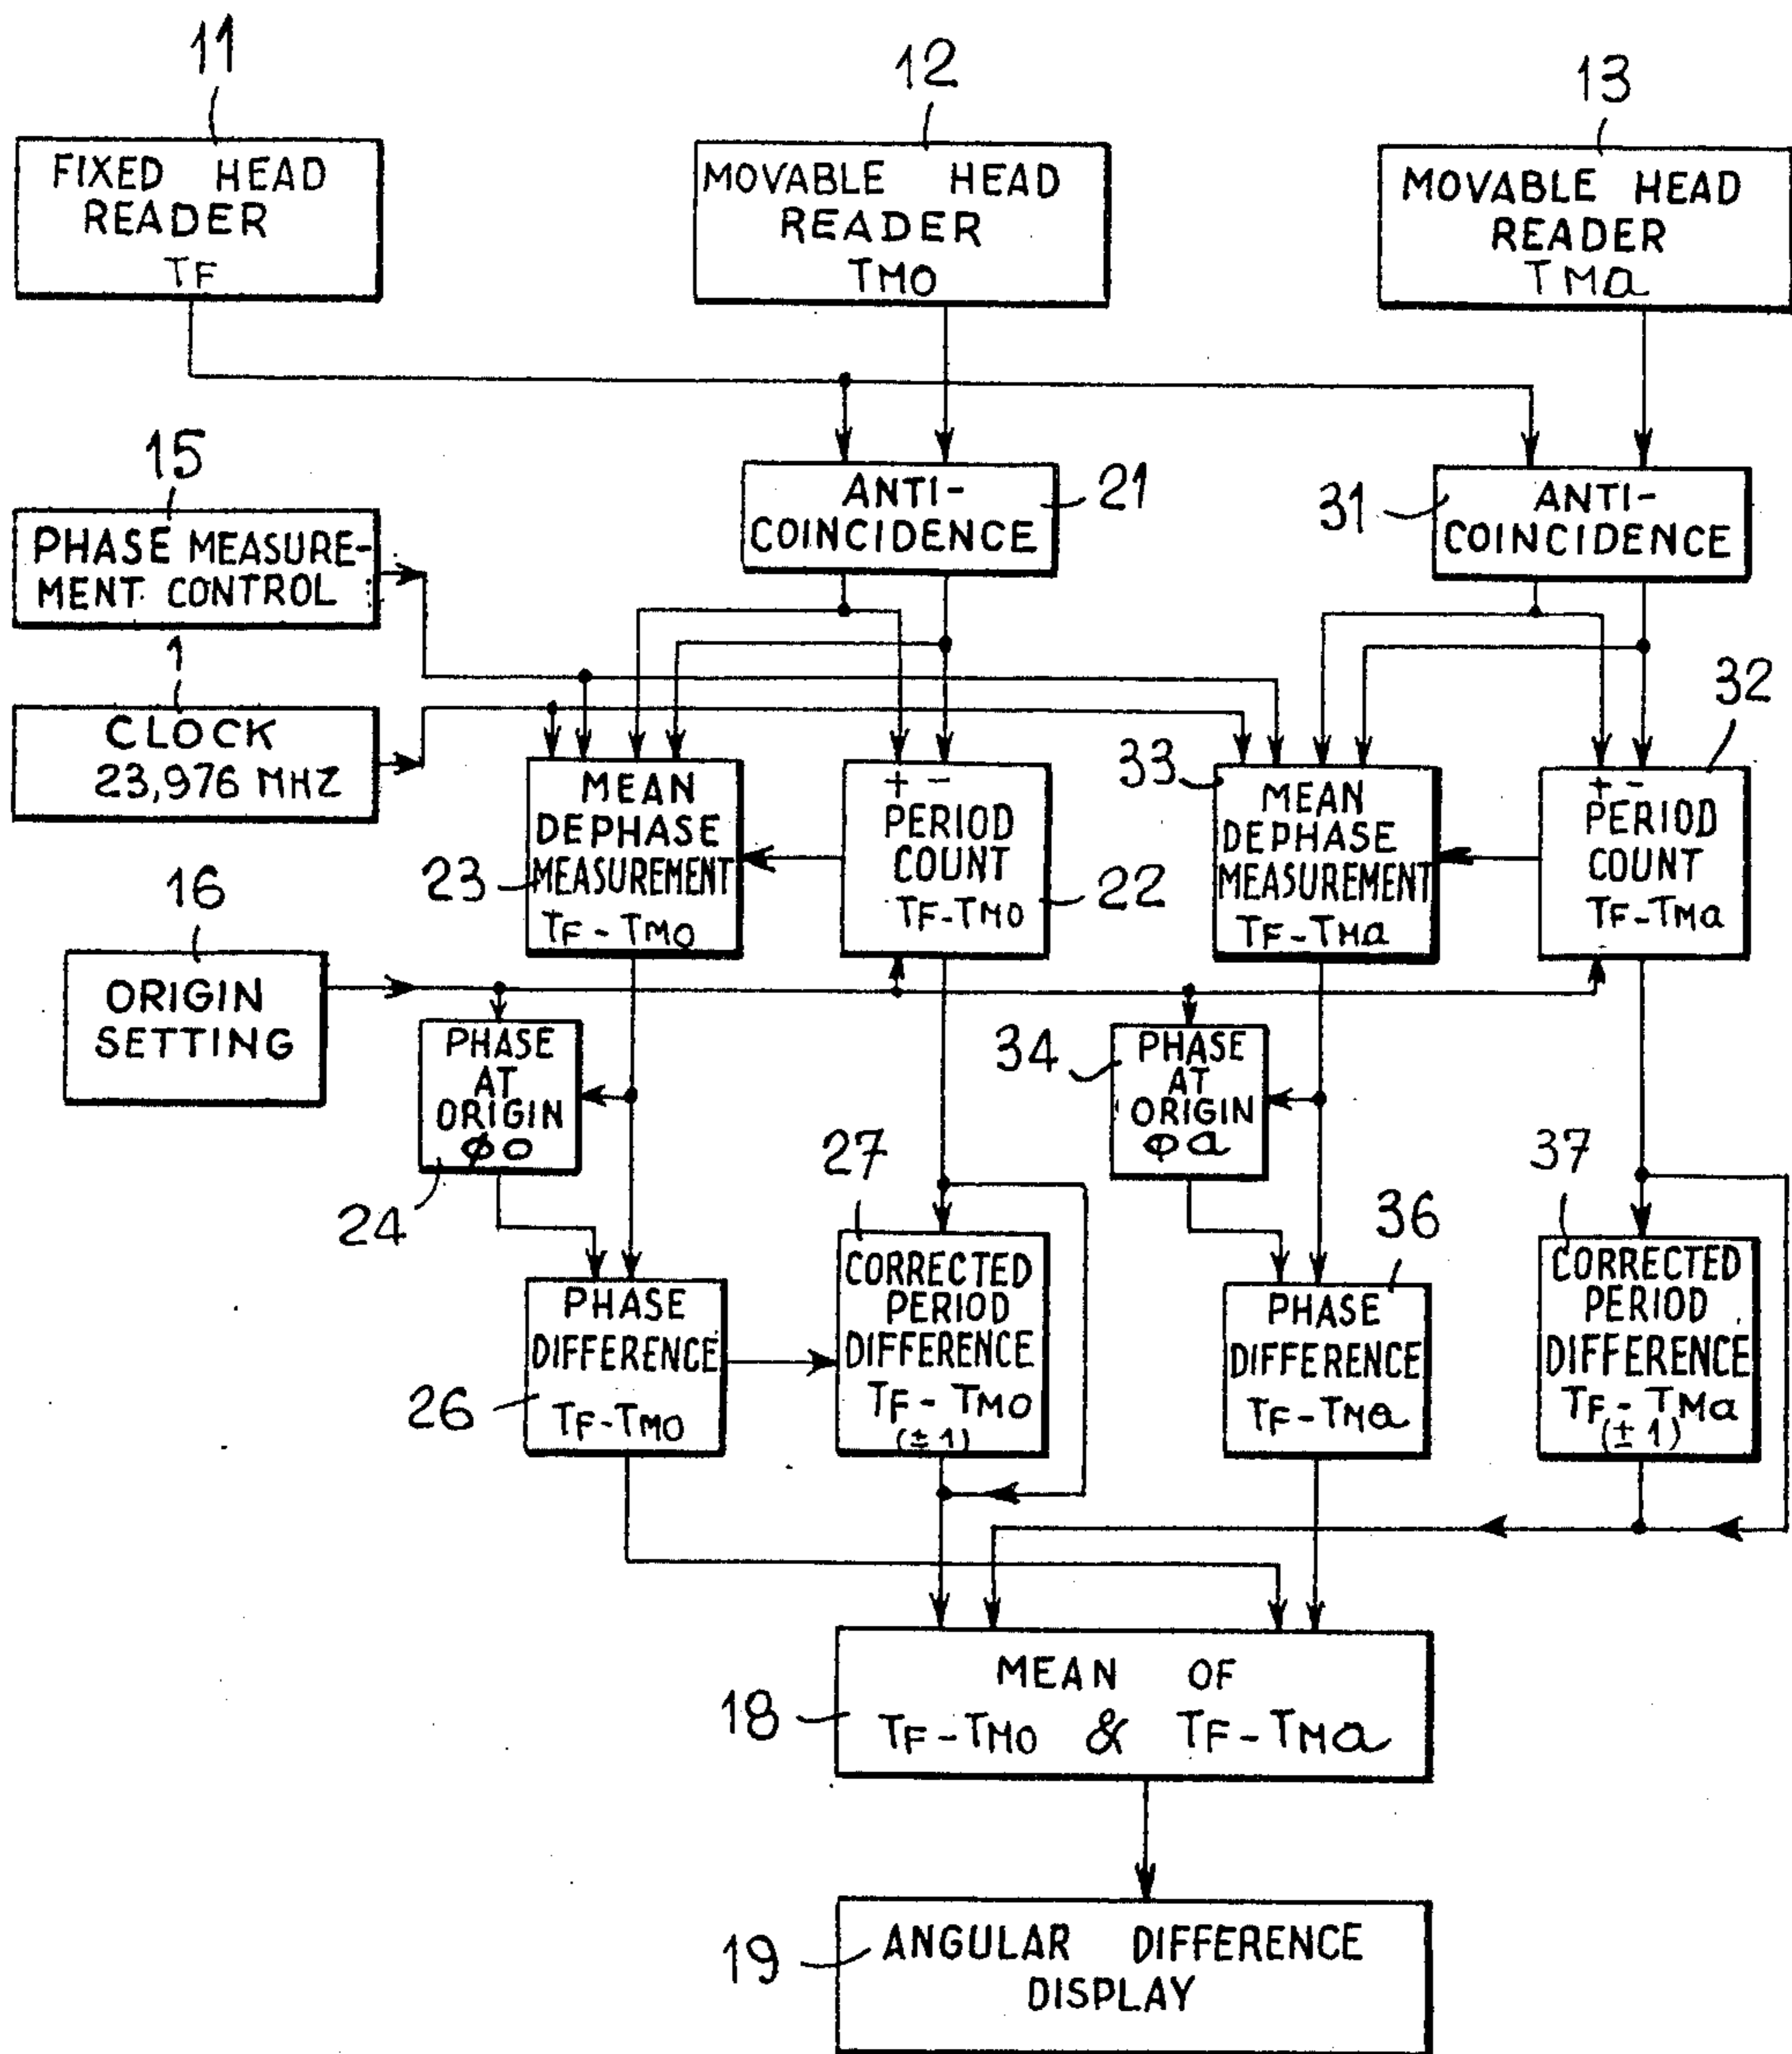 11
12
13
FIXED HEAD
READER
TF
MOVABLE HEAD
READER
TMO
MOVABLE HEAD
READER
TMa
15
PHASE MEASURE-
MENT CONTROL
ANTI-
COINCIDENCE
21
31
ANTI-
COINCIDENCE
1
CLOCK
23,976 MHZ
23
MEAN
DEPHASE
MEASUREMENT
TF-TMO
+ -
PERIOD
COUNT
TF-TMO
22
33
MEAN
DEPHASE
MEASUREMENT
TF-TMa
32
+ -
PERIOD
COUNT
TF-TMa
16
ORIGIN
SETTING
PHASE
AT
ORIGIN
ΦO
24
34
PHASE
AT
ORIGIN
Φa
26
PHASE
DIFFERENCE
TF-TMO
27
CORRECTED
PERIOD
DIFFERENCE
TF-TMO
(±1)
36
PHASE
DIFFERENCE
TF-TMa
37
CORRECTED
PERIOD
DIFFERENCE
TF-TMa
(±1)
18
MEAN OF
TF-TMO & TF-TMa
19
ANGULAR DIFFERENCE
DISPLAY